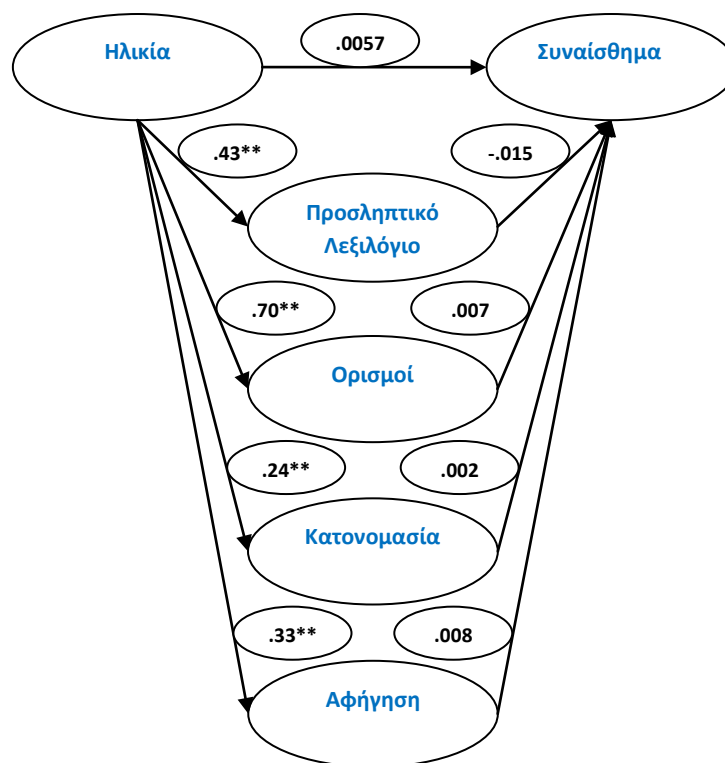 Ηλικία
.0057
Συναίσθημα
.43**
-.015
Προσληπτικό
Λεξιλόγιο
.70**
.007
Ορισμοί
.24**
.002
Κατονομασία
.33**
.008
Αφήγηση